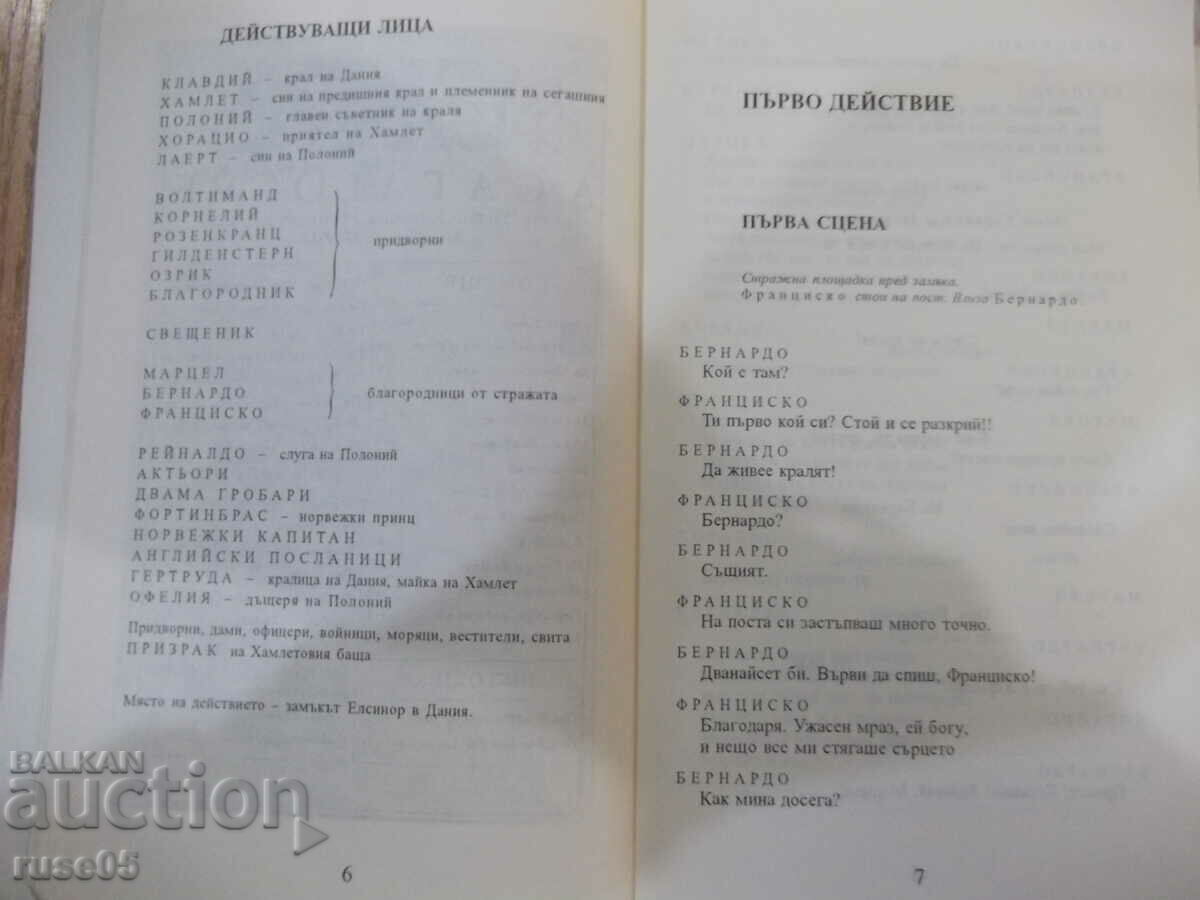 ДЕЙСТВУВАЩИ ЛИЦА
КЛАВДИЙ – крал на Дания
ХАМЛЕТ – син на предишния крал и племенник на сегашния
ПОЛОНИЙ – главен съветник на краля
ХОРАЦИО – приятел на Хамлет
ЛАЕРТ – син на Полоний
ВОЛТИМАНД
КОРНЕЛИЙ
РОЗЕНКРАНЦ
ГИЛДЕНСТЕРН
ОЗРИК
БЛАГОРОДНИК
придворни
СВЕЩЕНИК
МАРЦЕЛ
БЕРНАРДО
ФРАНЦИСКО
благородници от стражата
РЕЙНАЛДО – слуга на Полоний
АКТЬОРИ
ДВАМА ГРОБАРИ
ФОРТИНБРАС – норвежки принц
НОРВЕЖКИ КАПИТАН
АНГЛИЙСКИ ПОСЛАНИЦИ
ГЕРТРУДА – кралица на Дания, майка на Хамлет
ОФЕЛИЯ – дъщеря на Полоний
Придворни, дами, офицери, войници, моряци, вестители, свита
ПРИЗРАК на Хамлетовия баща
Място на действието – замъкът Елсинор в Дания.
6
ПЪРВО ДЕЙСТВИЕ
ПЪРВА СЦЕНА
Стражна площадка пред замъка.
Франциско стои на пост. Влиза Бернардо.
БЕРНАРДО
Кой е там?
ФРАНЦИСКО
Ти първо кой си? Стой и се разкрий!!
БЕРНАРДО
Да живее кралят!
ФРАНЦИСКО
Бернардо?
БЕРНАРДО
Същият.
ФРАНЦИСКО
На поста си застъпваш много точно.
БЕРНАРДО
Дванайсет би. Върви да спиш, Франциско!
ФРАНЦИСКО
Благодаря. Ужасен мраз, ей богу,
и нещо все ми стягаше сърцето
БЕРНАРДО
Как мина досега?
7
BALKAN
auction
ruse05